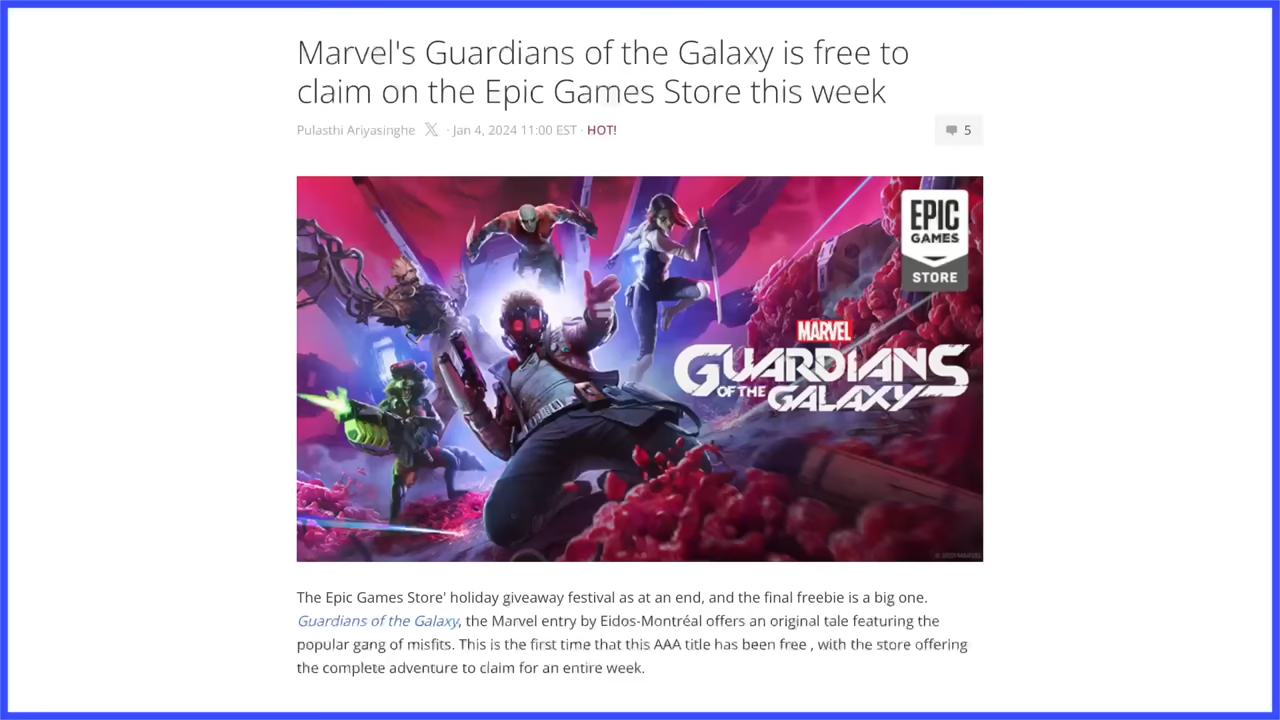 Marvel's Guardians of the Galaxy is free to
claim on the Epic Games Store this week
Pulasthi Ariyasinghe 𝕏 · Jan 4, 2024 11:00 EST · HOT!
5
EPIC
GAMES
STORE
MARVEL
GUARDIANS
OF THE
GALAXY
© 2021 MARVEL
The Epic Games Store' holiday giveaway festival as at an end, and the final freebie is a big one.
Guardians of the Galaxy, the Marvel entry by Eidos-Montréal offers an original tale featuring the
popular gang of misfits. This is the first time that this AAA title has been free , with the store offering
the complete adventure to claim for an entire week.